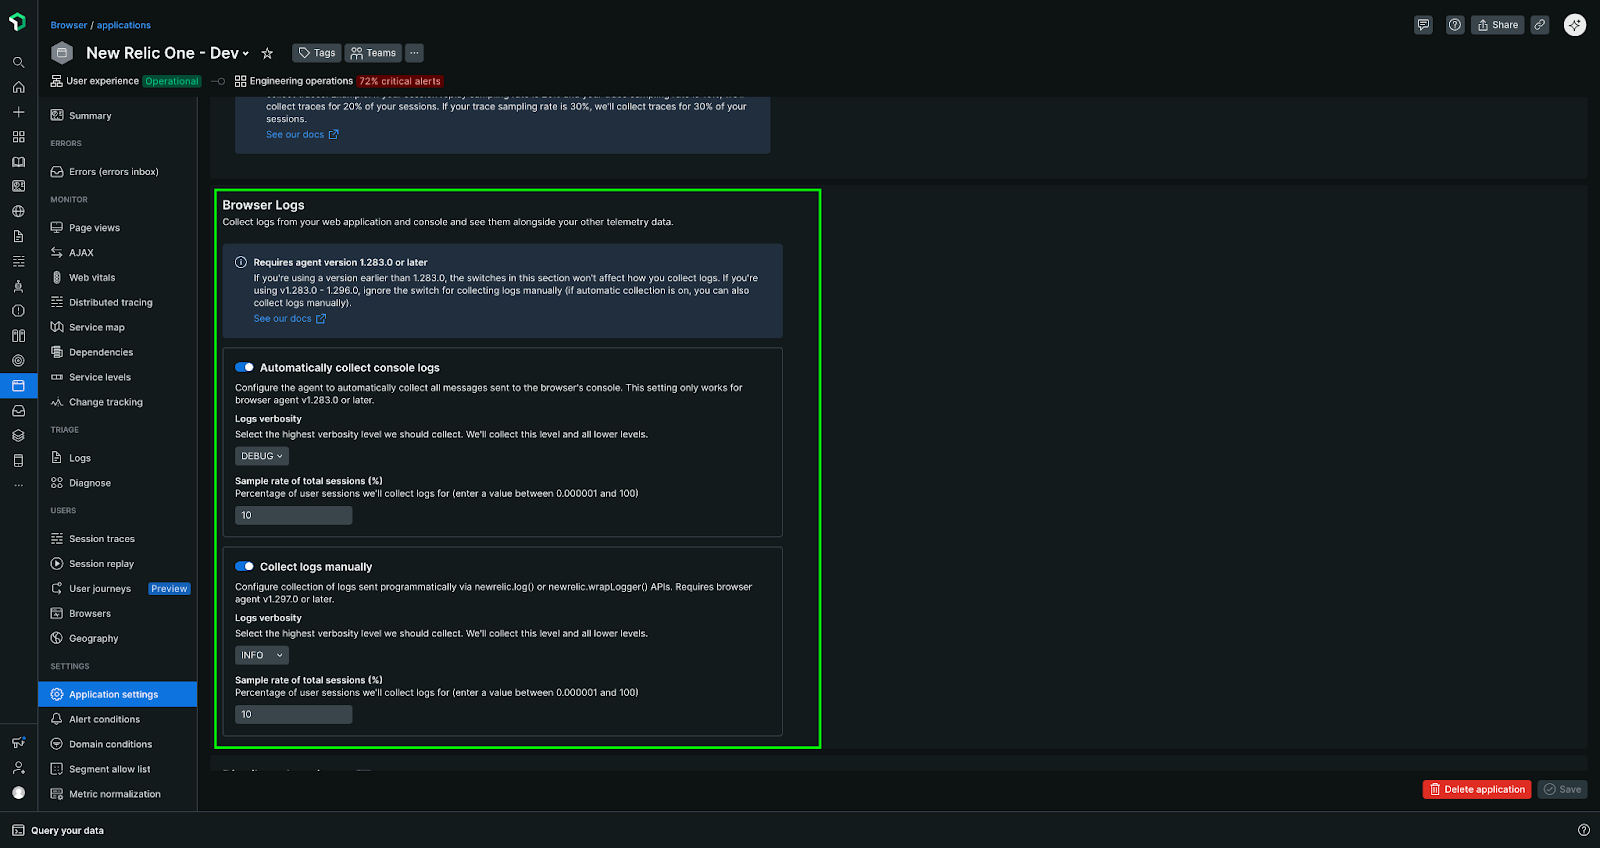 Browser / applications
Share
New Relic One - Dev
Tags
Teams
User experience Operational
Engineering operations 72% critical alerts
Summary
ERRORS
Errors (errors inbox)
MONITOR
Page views
AJAX
Web vitals
Distributed tracing
Service map
Dependencies
Service levels
Change tracking
TRIAGE
Logs
Diagnose
USERS
Session traces
Session replay
User journeys Preview
Browsers
Geography
SETTINGS
Application settings
Alert conditions
Domain conditions
Segment allow list
Metric normalization
collect traces for 20% of your sessions. If your trace sampling rate is 30%, we'll collect traces for 30% of your
sessions.
See our docs
Browser Logs
Collect logs from your web application and console and see them alongside your other telemetry data.
Requires agent version 1.283.0 or later
If you're using a version earlier than 1.283.0, the switches in this section won't affect how you collect logs. If you're
using v1.283.0 - 1.296.0, ignore the switch for collecting logs manually (if automatic collection is on, you can also
collect logs manually).
See our docs
Automatically collect console logs
Configure the agent to automatically collect all messages sent to the browser's console. This setting only works for
browser agent v1.283.0 or later.
Logs verbosity
Select the highest verbosity level we should collect. We'll collect this level and all lower levels.
DEBUG
Sample rate of total sessions (%)
Percentage of user sessions we'll collect logs for (enter a value between 0.000001 and 100)
10
Collect logs manually
Configure collection of logs sent programmatically via newrelic.log() or newrelic.wrapLogger() APIs. Requires browser
agent v1.297.0 or later.
Logs verbosity
Select the highest verbosity level we should collect. We'll collect this level and all lower levels.
INFO
Sample rate of total sessions (%)
Percentage of user sessions we'll collect logs for (enter a value between 0.000001 and 100)
10
Delete application
Save
Query your data